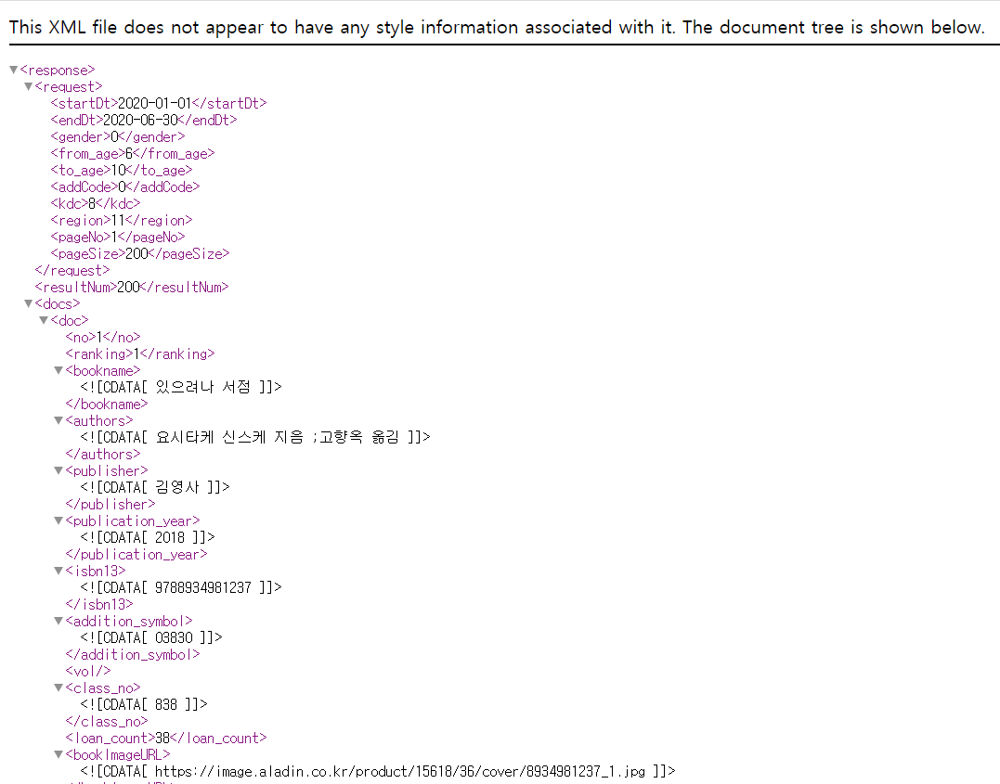 This XML file does not appear to have any style information associated with it. The document tree is shown below.
▼<response>
▼<request>
<startDt>2020-01-01</startDt>
<endDt>2020-06-30</endDt>
<gender>0</gender>
<from_age>6</from_age>
<to_age>10</to_age>
<addCode>0</addCode>
<kdc>8</kdc>
<region>11</region>
<pageNo>1</pageNo>
<pageSize>200</pageSize>
</request>
<resultNum>200</resultNum>
▼<docs>
▼<doc>
<no>1</no>
<ranking>1</ranking>
▼<bookname>
<![CDATA[ 있으려나 서점 ]]>
</bookname>
▼<authors>
<![CDATA[ 요시타케 신스케 지음 ;고향옥 옮김 ]]>
</authors>
▼<publisher>
<![CDATA[ 김영사 ]]>
</publisher>
▼<publication_year>
<![CDATA[ 2018 ]]>
</publication_year>
▼<isbn13>
<![CDATA[ 9788934981237 ]]>
</isbn13>
▼<addition_symbol>
<![CDATA[ 03830 ]]>
</addition_symbol>
<vol/>
▼<class_no>
<![CDATA[ 838 ]]>
</class_no>
<loan_count>38</loan_count>
▼<bookImageURL>
<![CDATA[ https://image.aladin.co.kr/product/15618/36/cover/8934981237_1.jpg ]]>